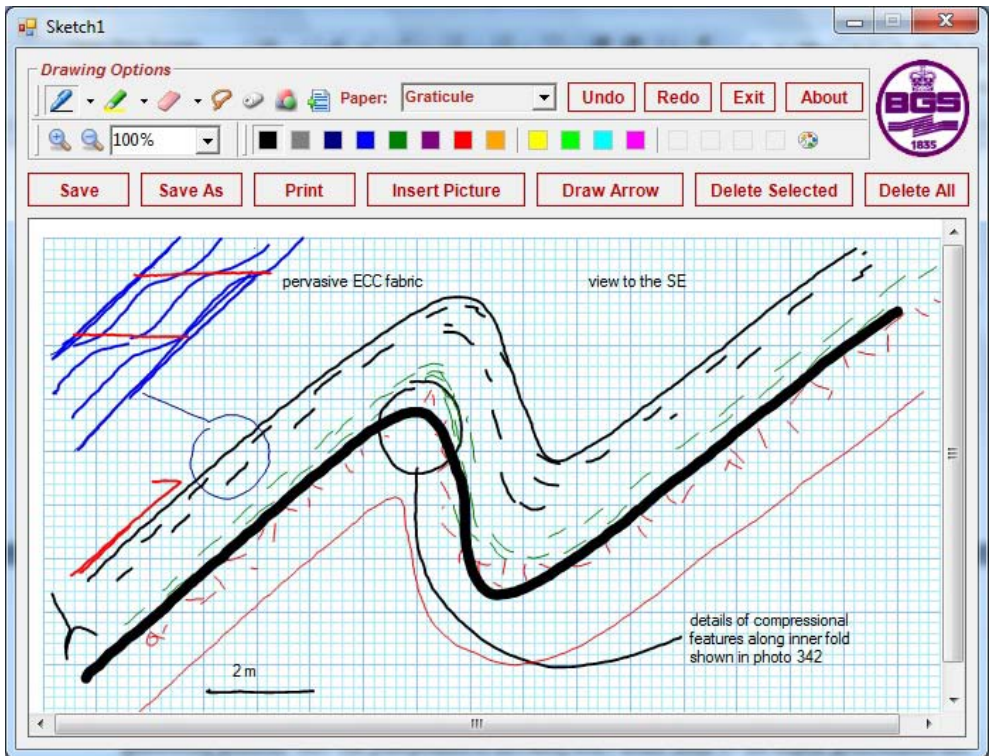 Sketch1
Drawing Options
Paper: Graticule Undo Redo Exit About
BGS
1835
100%
Save Save As Print Insert Picture Draw Arrow Delete Selected Delete All
pervasive ECC fabric
view to the SE
details of compressional
features along inner fold
shown in photo 342
2 m